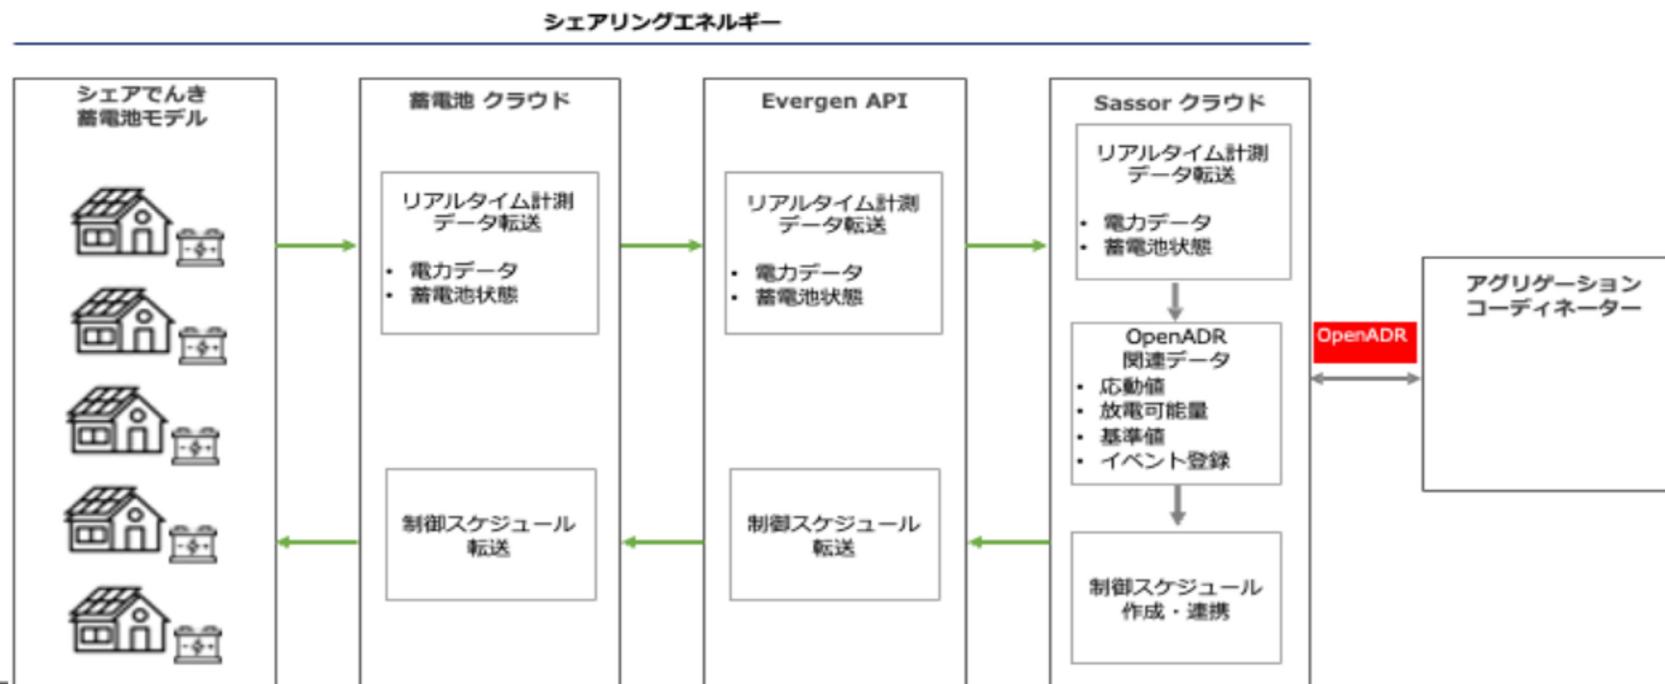 シェアリングエネルギー
シェアでんき
蓄電池モデル
蓄電池 クラウド
リアルタイム計測
データ転送
• 電力データ
• 蓄電池状態
制御スケジュール
転送
Evergen API
リアルタイム計測
データ転送
• 電力データ
• 蓄電池状態
制御スケジュール
転送
Sassor クラウド
リアルタイム計測
データ転送
• 電力データ
• 蓄電池状態
OpenADR
関連データ
• 応動値
• 放電可能量
• 基準値
• イベント登録
制御スケジュール
作成・連携
OpenADR
アグリゲーション
コーディネーター